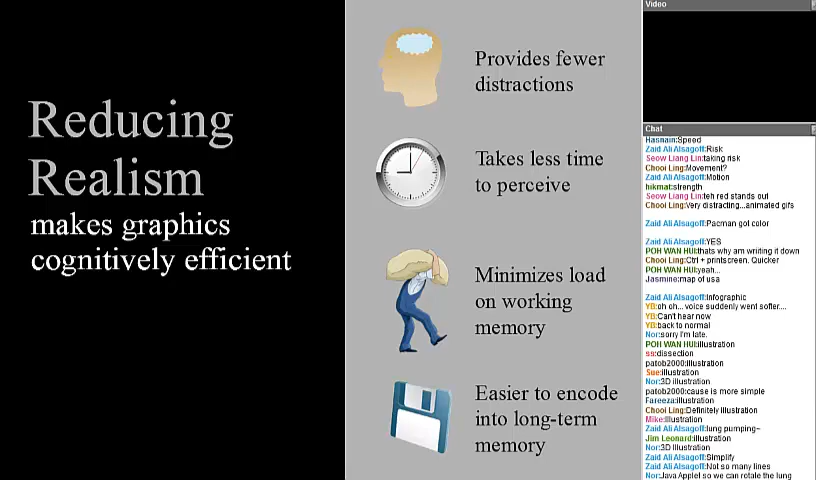 Reducing
Realism
makes graphics
cognitively efficient
Provides fewer
distractions
Takes less time
to perceive
Minimizes load
on working
memory
Easier to encode
into long-term
memory
Video
Chat
Hasnain:Speed
Zaid Ali Alsagoff:Risk
Seow Liang Lin:taking risk
Chooi Ling:Movement?
Zaid Ali Alsagoff:Motion
hikmat:strength
Seow Liang Lin:teh red stands out
Chooi Ling:Very distracting...animated gifs
Zaid Ali Alsagoff:Pacman got color
Zaid Ali Alsagoff:YES
POH WAN HUI:thats why am wriitng it down
Chooi Ling:Ctrl + printscreen. Quicker
POH WAN HUI:yeah...
Jasmine:map of usa
Zaid Ali Alsagoff:Infographic
YB:oh oh... voice suddenly went softer....
YB:Can't hear now
YB:back to normal
Nor:sorry I'm late.
POH WAN HUI:illustration
ss:dissection
patob2000:illustration
Sue:illustration
Nor:3D illustration
patob2000:cause is more simple
Fareeza:illustration
Chooi Ling:Definitely illustration
Mike:Illustration
Zaid Ali Alsagoff:lung pumping~
Jim Leonard:illustration
Nor:3D Illustration
Zaid Ali Alsagoff:Simplify
Zaid Ali Alsagoff:Not so many lines
Nor:Java Applet so we can rotate the lung